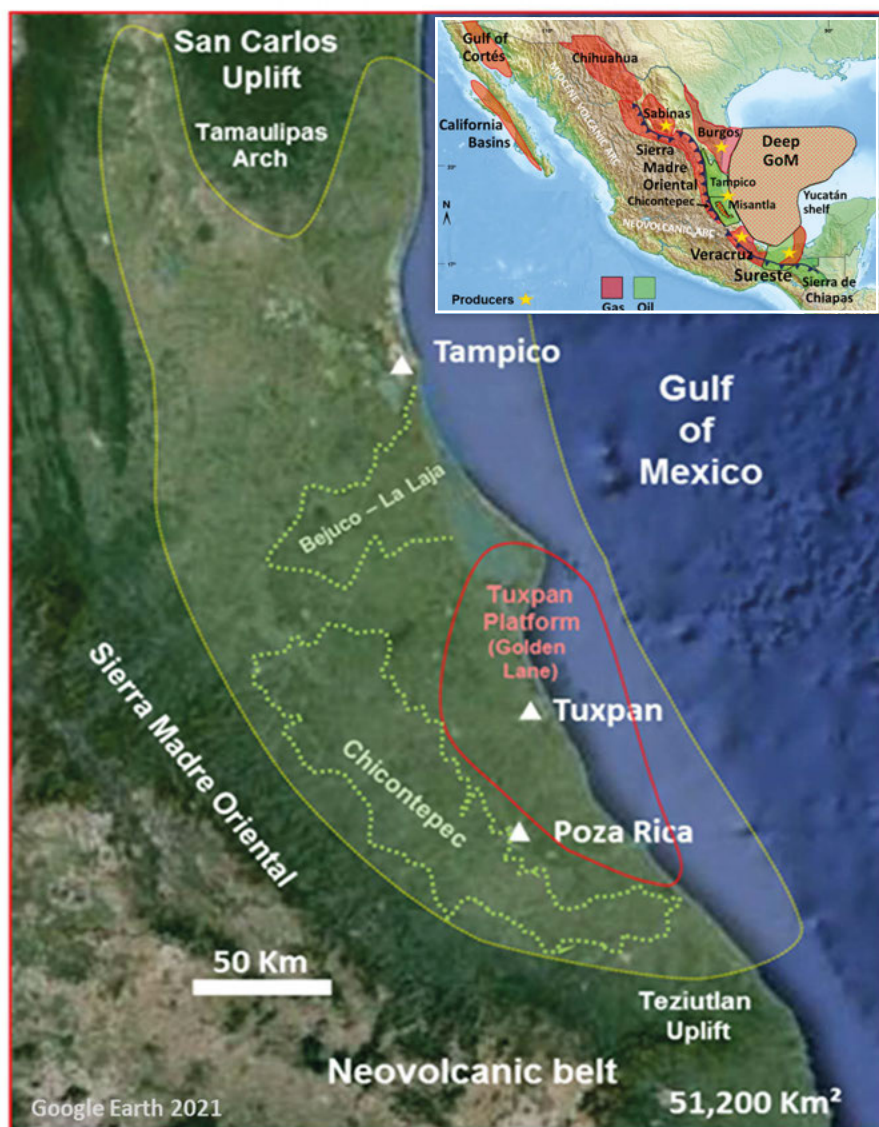 San Carlos
Uplift
Tamaulipas
Arch
Gulf of
Cortés
Chihuahua
California
Basins
Sabinas
Burgos
Sierra
Madre
Oriental
Tampico
Chicontepec
Misantla
Deep
GoM
Yucatán
shelf
N
NEOVOLCANIC ARC
Veracruz
Sureste
Sierra de
Chiapas
Producers
Gas
Oil
Tampico
Gulf
of
Mexico
Bejuco – La Laja
Tuxpan
Platform
(Golden
Lane)
Tuxpan
Sierra Madre Oriental
Chicontepec
Poza Rica
50 Km
Teziutlan
Uplift
Neovolcanic belt
Google Earth 2021
51,200 Km²